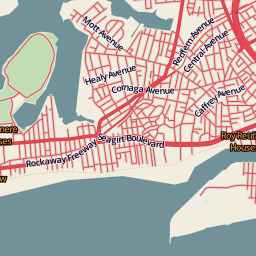 Mott Avenue
Redfern Avenue
Central Avenue
Healy Avenue
Cornaga Avenue
Caffrey Avenue
Seagirt Boulevard
Rockaway Freeway